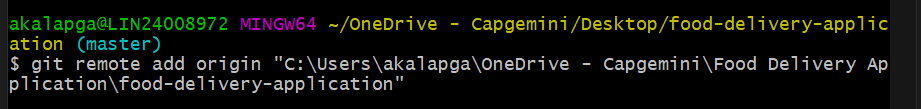 akalapga@LIN24008972 MINGW64 ~/OneDrive - Capgemini/Desktop/food-delivery-applic
ation (master)
$ git remote add origin "C:\Users\akalapga\OneDrive - Capgemini\Food Delivery Ap
plication\food-delivery-application"